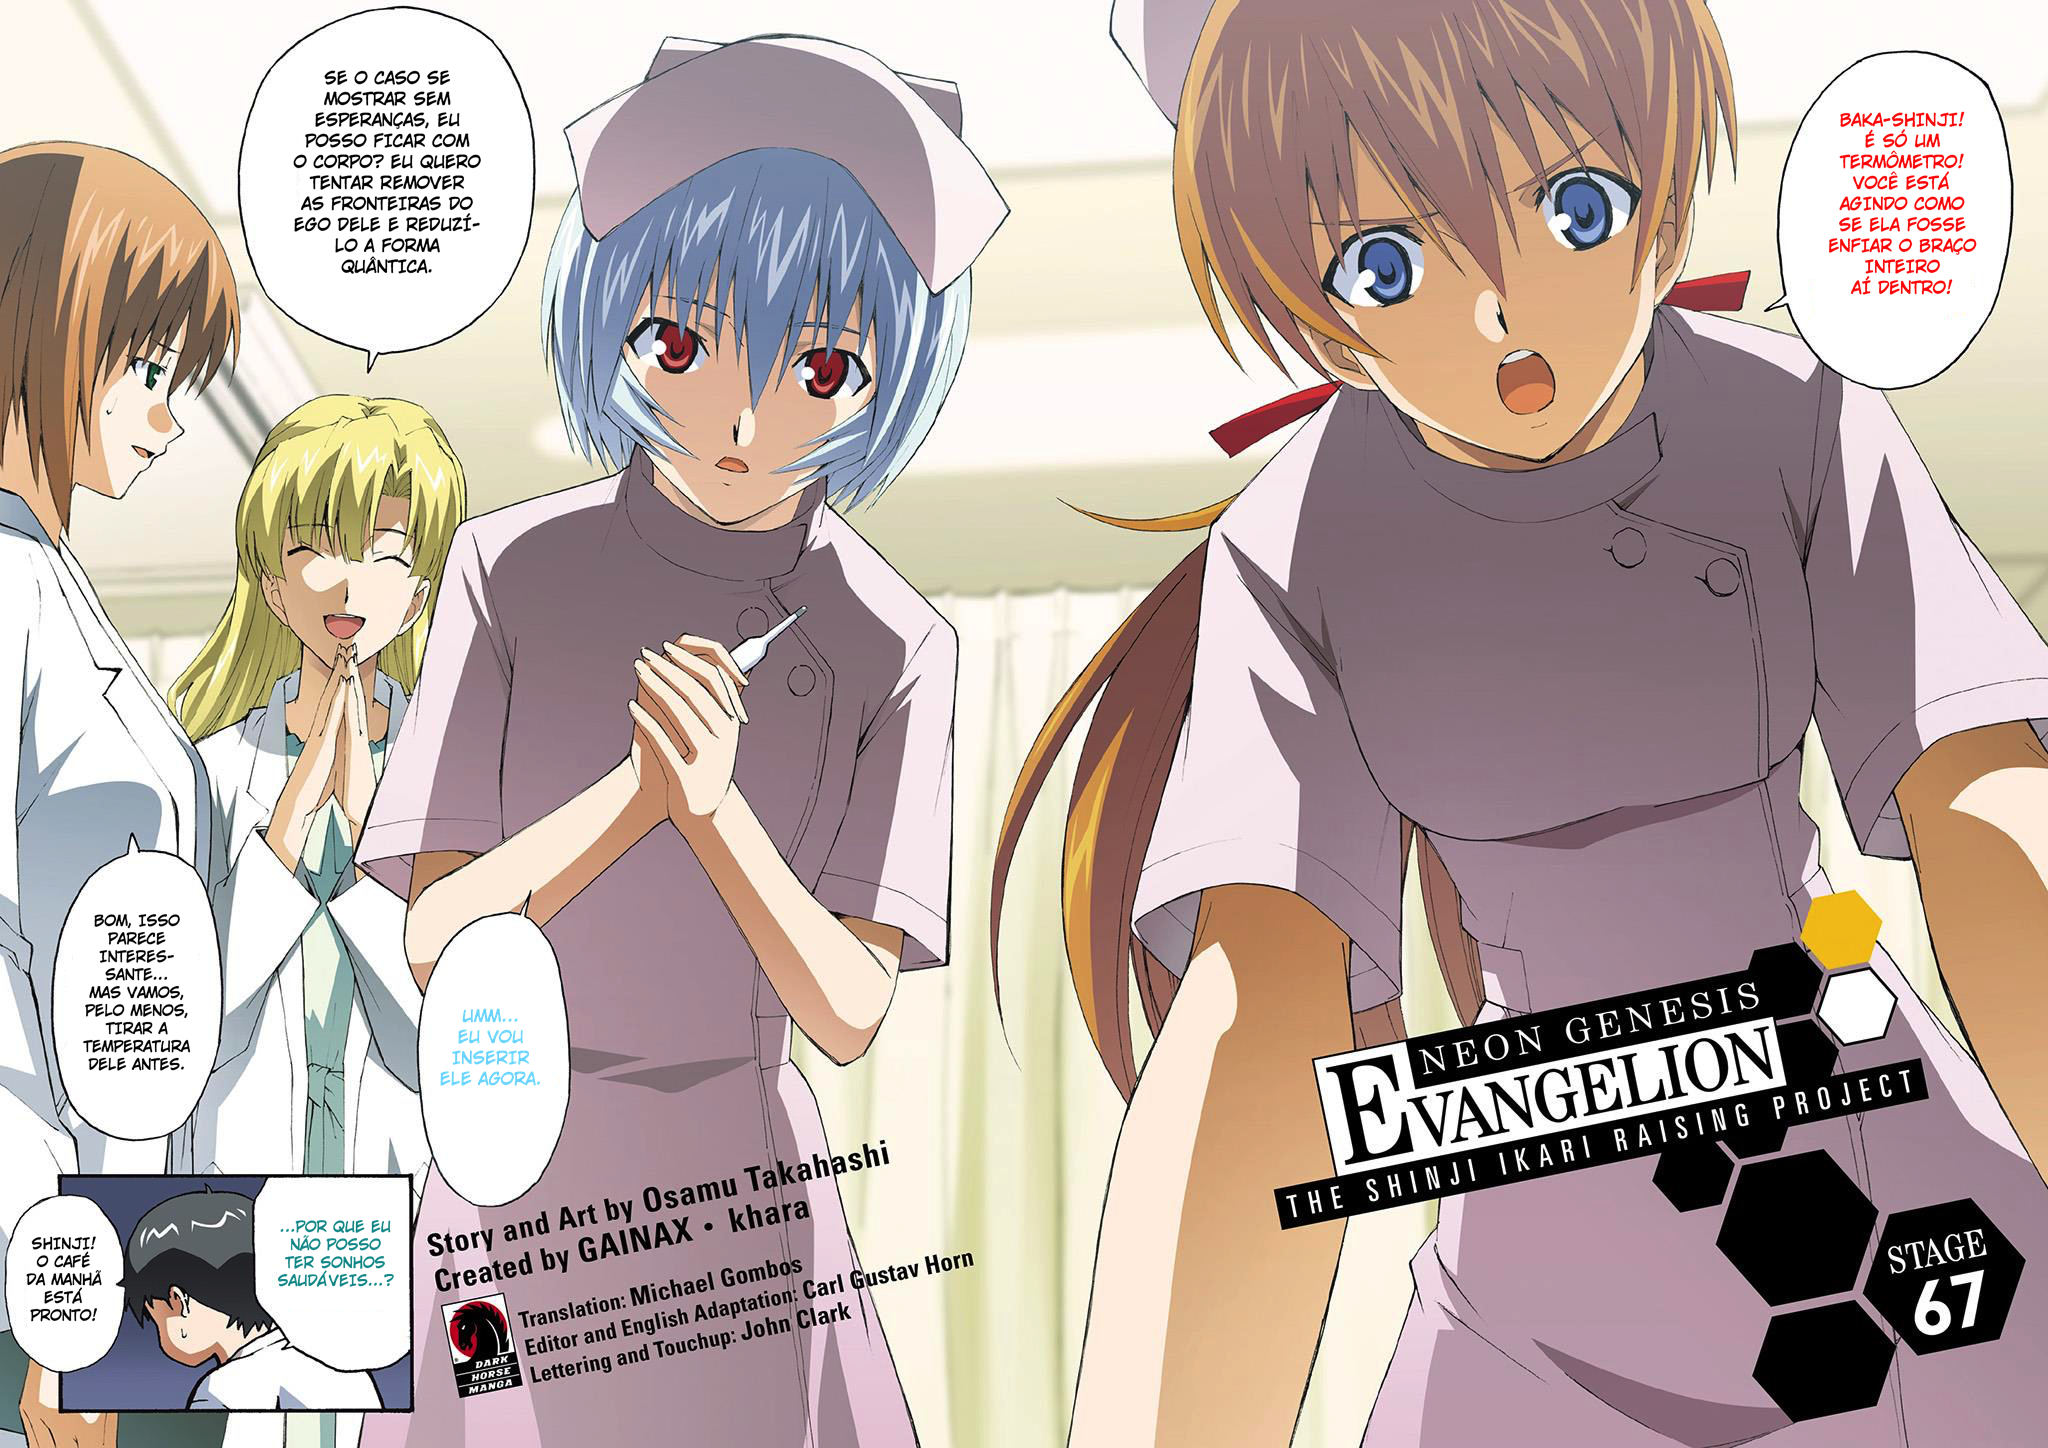 BAKA-SHINJI!
É SÓ UM
TERMÔMETRO!
VOCÊ ESTÁ
AGINDO COMO
SE ELA FOSSE
ENFIAR O BRAÇO
INTEIRO
AÍ DENTRO!
SE O CASO SE
MOSTRAR SEM
ESPERANÇAS, EU
POSSO FICAR COM
O CORPO? EU QUERO
TENTAR REMOVER
AS FRONTEIRAS DO
EGO DELE E REDUZÍ-
LO A FORMA
QUÂNTICA.
BOM, ISSO
PARECE
INTERES-
SANTE...
MAS VAMOS,
PELO MENOS,
TIRAR A
TEMPERATURA
DELE ANTES.
UMM...
EU VOU
INSERIR
ELE AGORA.
NEON GENESIS
EVANGELION
THE SHINJI IKARI RAISING PROJECT
STAGE
67
Story and Art by Osamu Takahashi
Created by GAINAX • khara
Translation: Michael Gombos
Editor and English Adaptation: Carl Gustav Horn
Lettering and Touchup: John Clark
DARK
HORSE
MANGA
...POR QUE EU
NÃO POSSO
TER SONHOS
SAUDÁVEIS...?
SHINJI!
O CAFÉ
DA MANHÃ
ESTÁ
PRONTO!